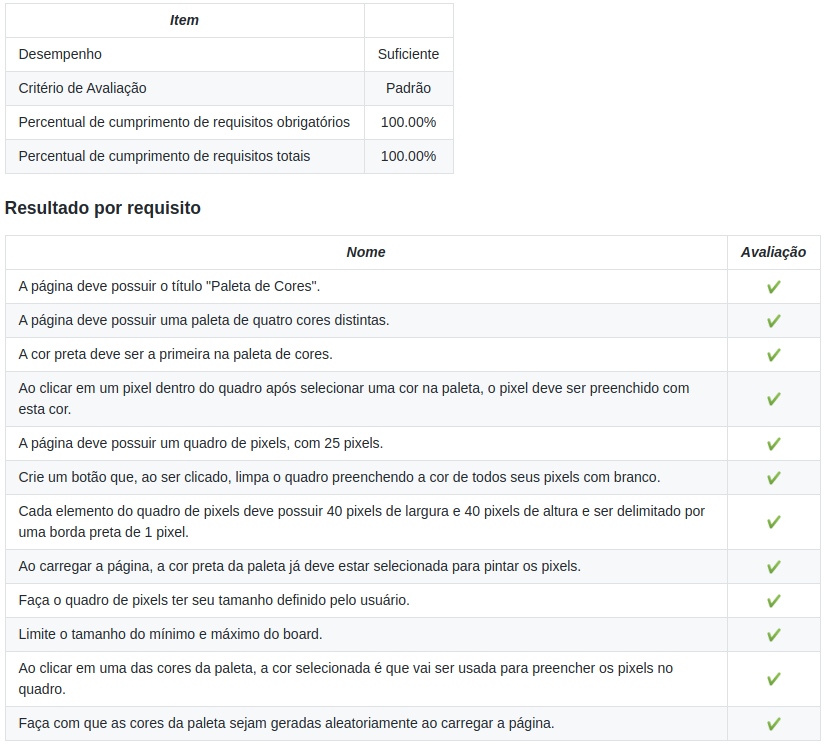 Item
Desempenho Suficiente
Critério de Avaliação Padrão
Percentual de cumprimento de requisitos obrigatórios 100.00%
Percentual de cumprimento de requisitos totais 100.00%
Resultado por requisito
Nome Avaliação
A página deve possuir o título "Paleta de Cores".
A página deve possuir uma paleta de quatro cores distintas.
A cor preta deve ser a primeira na paleta de cores.
Ao clicar em um pixel dentro do quadro após selecionar uma cor na paleta, o pixel deve ser preenchido com
esta cor.
A página deve possuir um quadro de pixels, com 25 pixels.
Crie um botão que, ao ser clicado, limpa o quadro preenchendo a cor de todos seus pixels com branco.
Cada elemento do quadro de pixels deve possuir 40 pixels de largura e 40 pixels de altura e ser delimitado por
uma borda preta de 1 pixel.
Ao carregar a página, a cor preta da paleta já deve estar selecionada para pintar os pixels.
Faça o quadro de pixels ter seu tamanho definido pelo usuário.
Limite o tamanho do mínimo e máximo do board.
Ao clicar em uma das cores da paleta, a cor selecionada é que vai ser usada para preencher os pixels no
quadro.
Faça com que as cores da paleta sejam geradas aleatoriamente ao carregar a página.